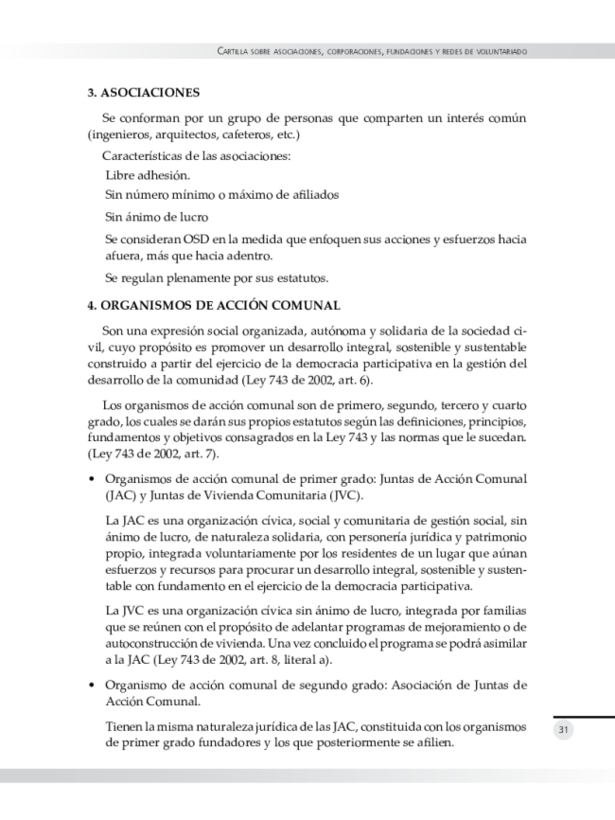 Cartilla sobre asociaciones, corporaciones, fundaciones y redes de voluntariado
3. ASOCIACIONES
Se conforman por un grupo de personas que comparten un interés común
(ingenieros, arquitectos, cafeteros, etc.)
Características de las asociaciones:
Libre adhesión.
Sin número mínimo o máximo de afiliados
Sin ánimo de lucro
Se consideran OSD en la medida que enfoquen sus acciones y esfuerzos hacia
afuera, más que hacia adentro.
Se regulan plenamente por sus estatutos.
4. ORGANISMOS DE ACCIÓN COMUNAL
Son una expresión social organizada, autónoma y solidaria de la sociedad ci-
vil, cuyo propósito es promover un desarrollo integral, sostenible y sustentable
construido a partir del ejercicio de la democracia participativa en la gestión del
desarrollo de la comunidad (Ley 743 de 2002, art. 6).
Los organismos de acción comunal son de primero, segundo, tercero y cuarto
grado, los cuales se darán sus propios estatutos según las definiciones, principios,
fundamentos y objetivos consagrados en la Ley 743 y las normas que le sucedan.
(Ley 743 de 2002, art. 7).
• Organismos de acción comunal de primer grado: Juntas de Acción Comunal
(JAC) y Juntas de Vivienda Comunitaria (JVC).
La JAC es una organización cívica, social y comunitaria de gestión social, sin
ánimo de lucro, de naturaleza solidaria, con personería jurídica y patrimonio
propio, integrada voluntariamente por los residentes de un lugar que aúnan
esfuerzos y recursos para procurar un desarrollo integral, sostenible y susten-
table con fundamento en el ejercicio de la democracia participativa.
La JVC es una organización cívica sin ánimo de lucro, integrada por familias
que se reúnen con el propósito de adelantar programas de mejoramiento o de
autoconstrucción de vivienda. Una vez concluido el programa se podrá asimilar
a la JAC (Ley 743 de 2002, art. 8, literal a).
• Organismo de acción comunal de segundo grado: Asociación de Juntas de
Acción Comunal.
Tienen la misma naturaleza jurídica de las JAC, constituida con los organismos
de primer grado fundadores y los que posteriormente se afilien.
31